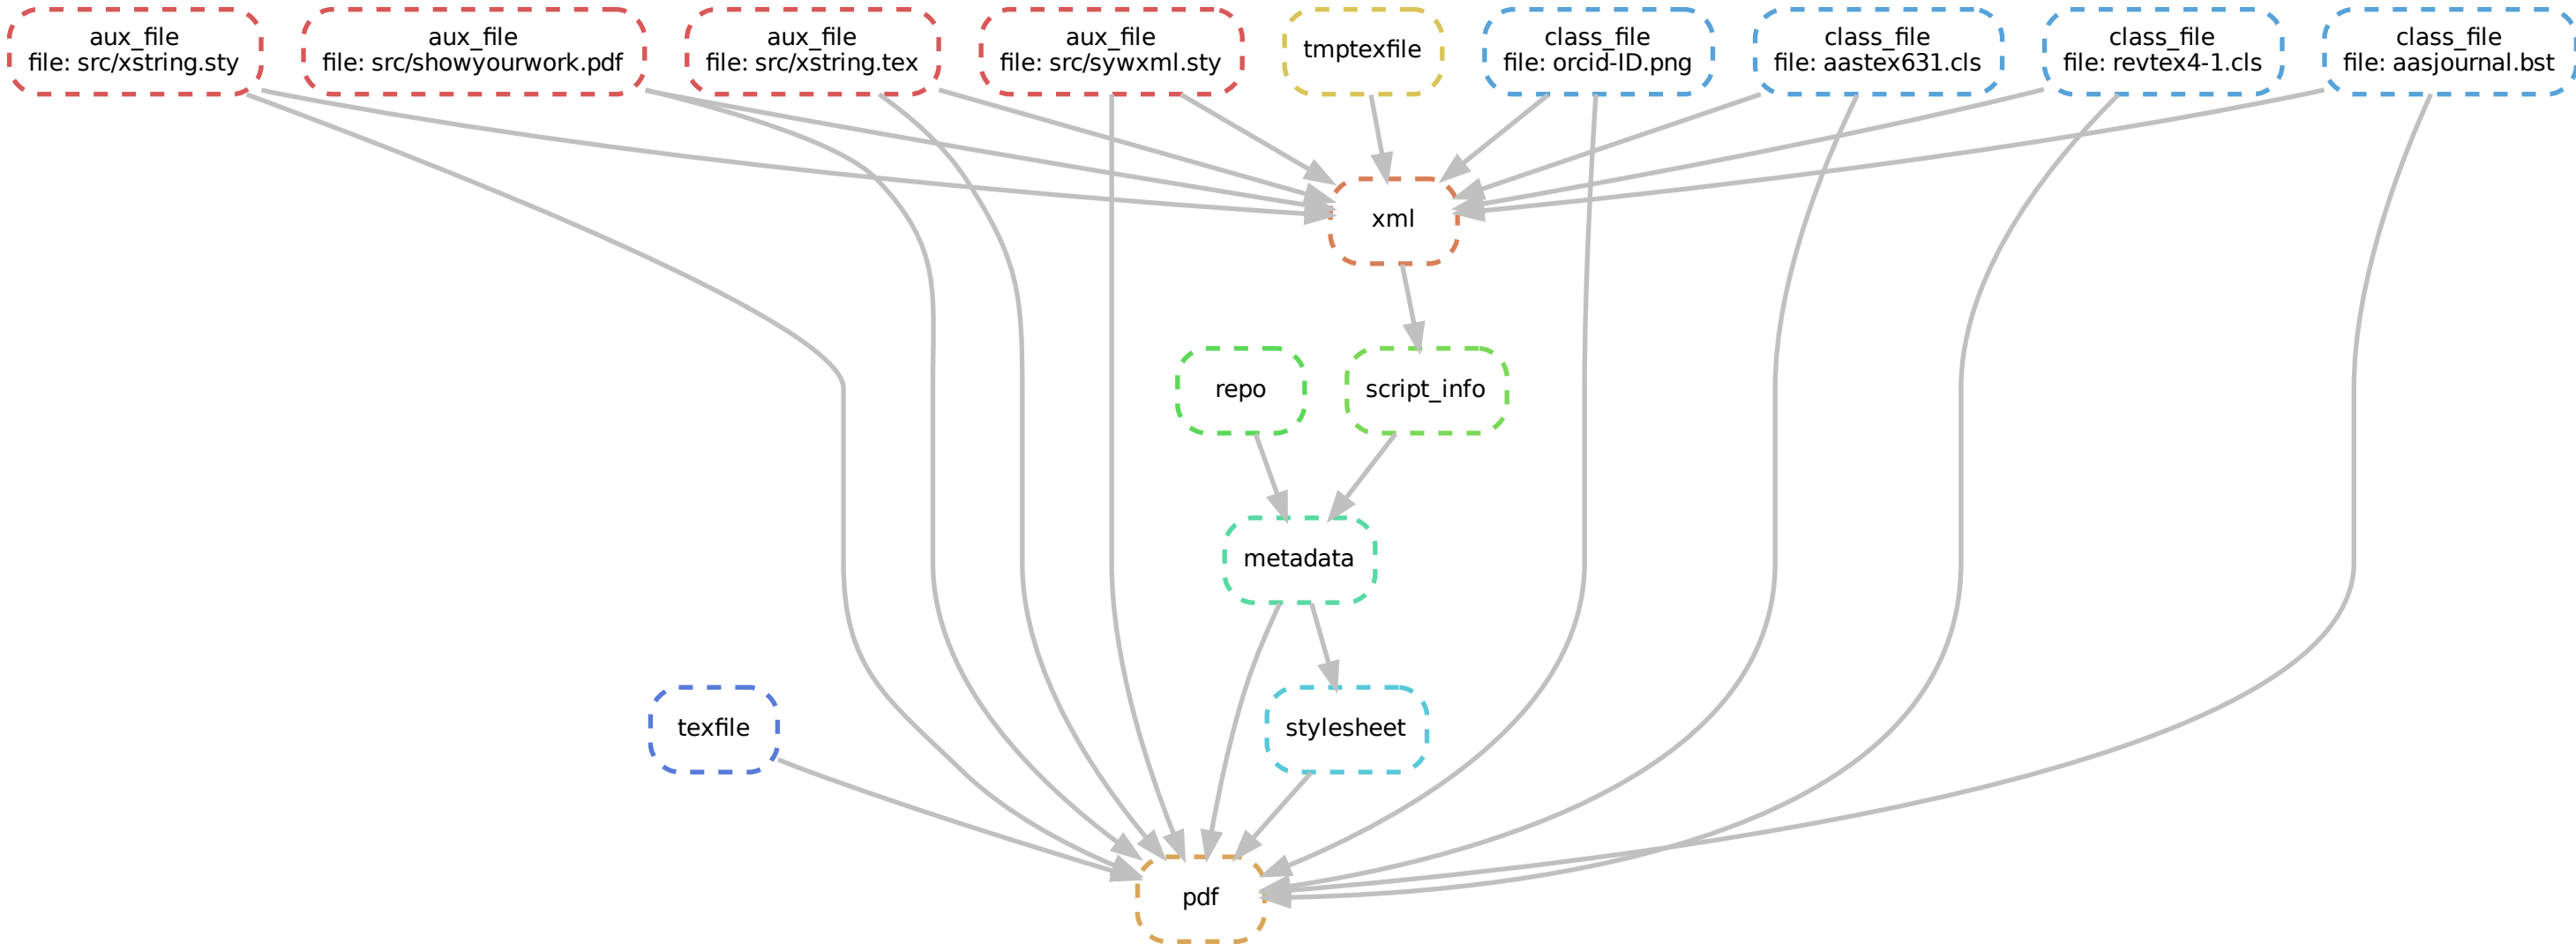 aux_file
file: src/xstring.sty
aux_file
file: src/showyourwork.pdf
aux_file
file: src/xstring.tex
aux_file
file: src/sywxml.sty
tmptexfile
class_file
file: orcid-ID.png
class_file
file: aastex631.cls
class_file
file: revtex4-1.cls
class_file
file: aasjournal.bst
xml
repo
script_info
metadata
texfile
stylesheet
pdf